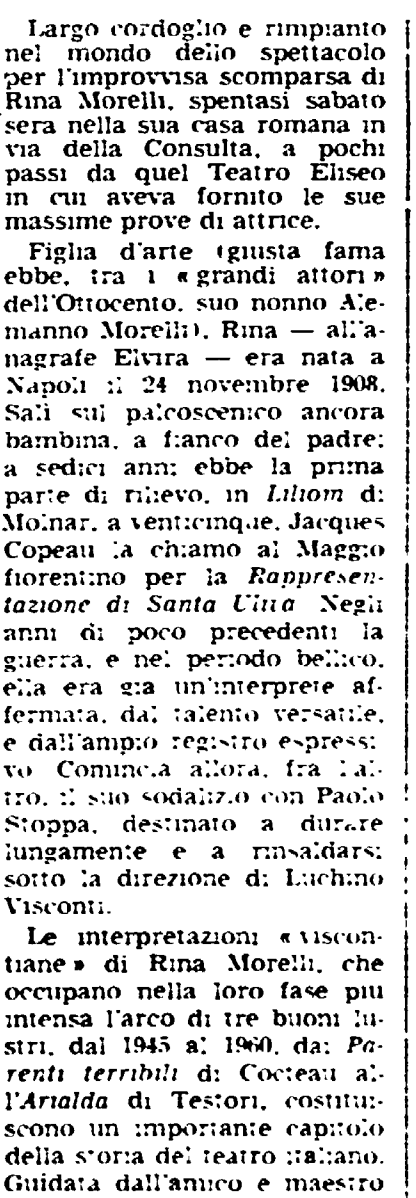 Largo cordoglio e rimpianto
nel mondo dello spettacolo
per l'improvvisa scomparsa di
Rina Morelli, spentasi sabato
sera nella sua casa romana in
via della Consulta, a pochi
passi da quel Teatro Eliseo
in cui aveva fornito le sue
massime prove di attrice.
Figlia d'arte (giusta fama
ebbe, tra i « grandi attori »
dell'Ottocento, suo nonno Ale-
manno Morelli), Rina — all'a-
nagrafe Elvira — era nata a
Napoli il 24 novembre 1908.
Salì sul palcoscenico ancora
bambina, a fianco del padre;
a sedici anni ebbe la prima
parte di rilievo, in Liliom di
Molnar, a venticinque, Jacques
Copeau la chiamò al Maggio
fiorentino per la Rappresen-
tazione di Santa Uliva Negli
anni di poco precedenti la
guerra, e nel periodo bellico,
ella era già un'interprete af-
fermata, dal talento versatile,
e dall'ampio registro espressi-
vo Comincia allora, fra l'al-
tro, il suo sodalizio con Paolo
Stoppa, destinato a durare
lungamente e a rinsaldarsi
sotto la direzione di Luchino
Visconti.
Le interpretazioni « viscon-
tiane » di Rina Morelli, che
occupano nella loro fase più
intensa l'arco di tre buoni lu-
stri, dal 1945 al 1960, dai Pa-
renti terribili di Cocteau al-
l'Arialda di Testori, costitui-
scono un importante capitolo
della storia del teatro italiano.
Guidata dall'amico e maestro